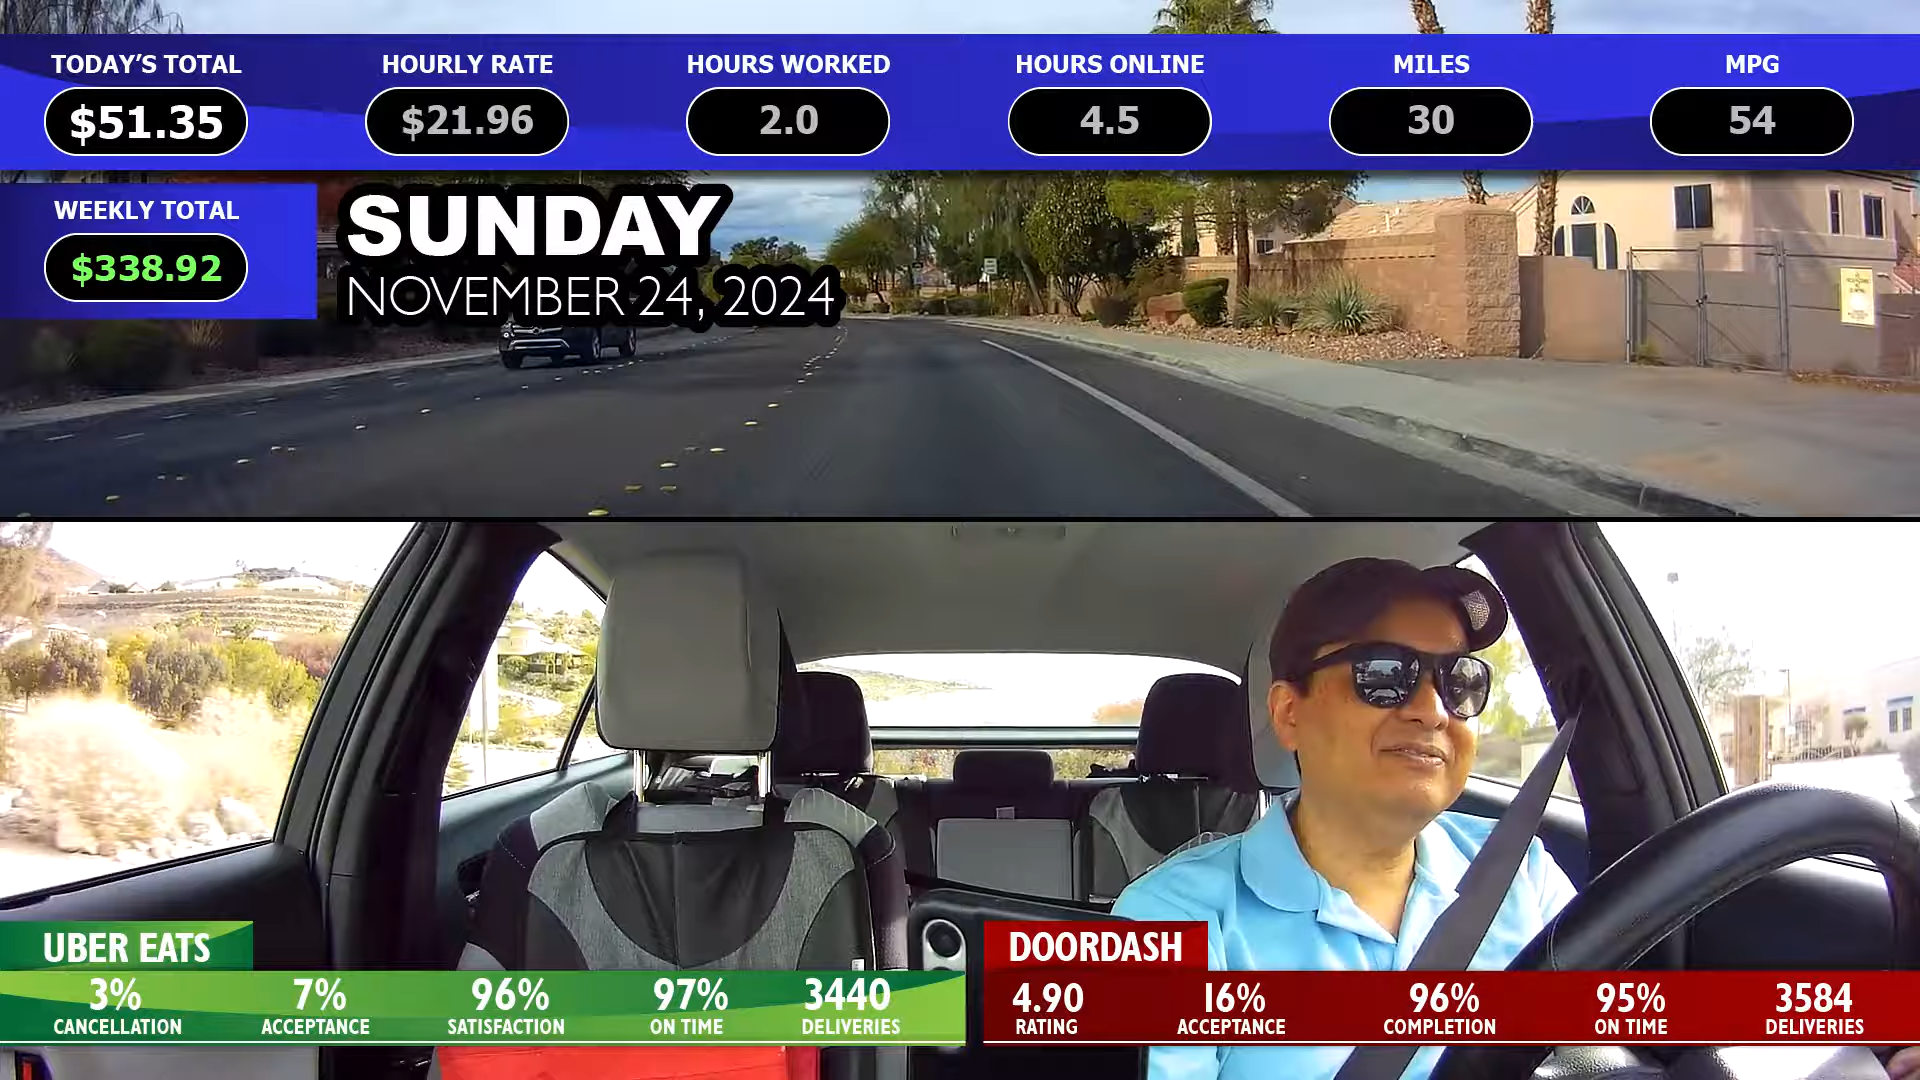 TODAY'S TOTAL
$51.35
HOURLY RATE
$21.96
HOURS WORKED
2.0
HOURS ONLINE
4.5
MILES
30
MPG
54
WEEKLY TOTAL
$338.92
SUNDAY
NOVEMBER 24, 2024
UBER EATS
3%
CANCELLATION
7%
ACCEPTANCE
96%
SATISFACTION
97%
ON TIME
3440
DELIVERIES
DOORDASH
4.90
RATING
16%
ACCEPTANCE
96%
COMPLETION
95%
ON TIME
3584
DELIVERIES